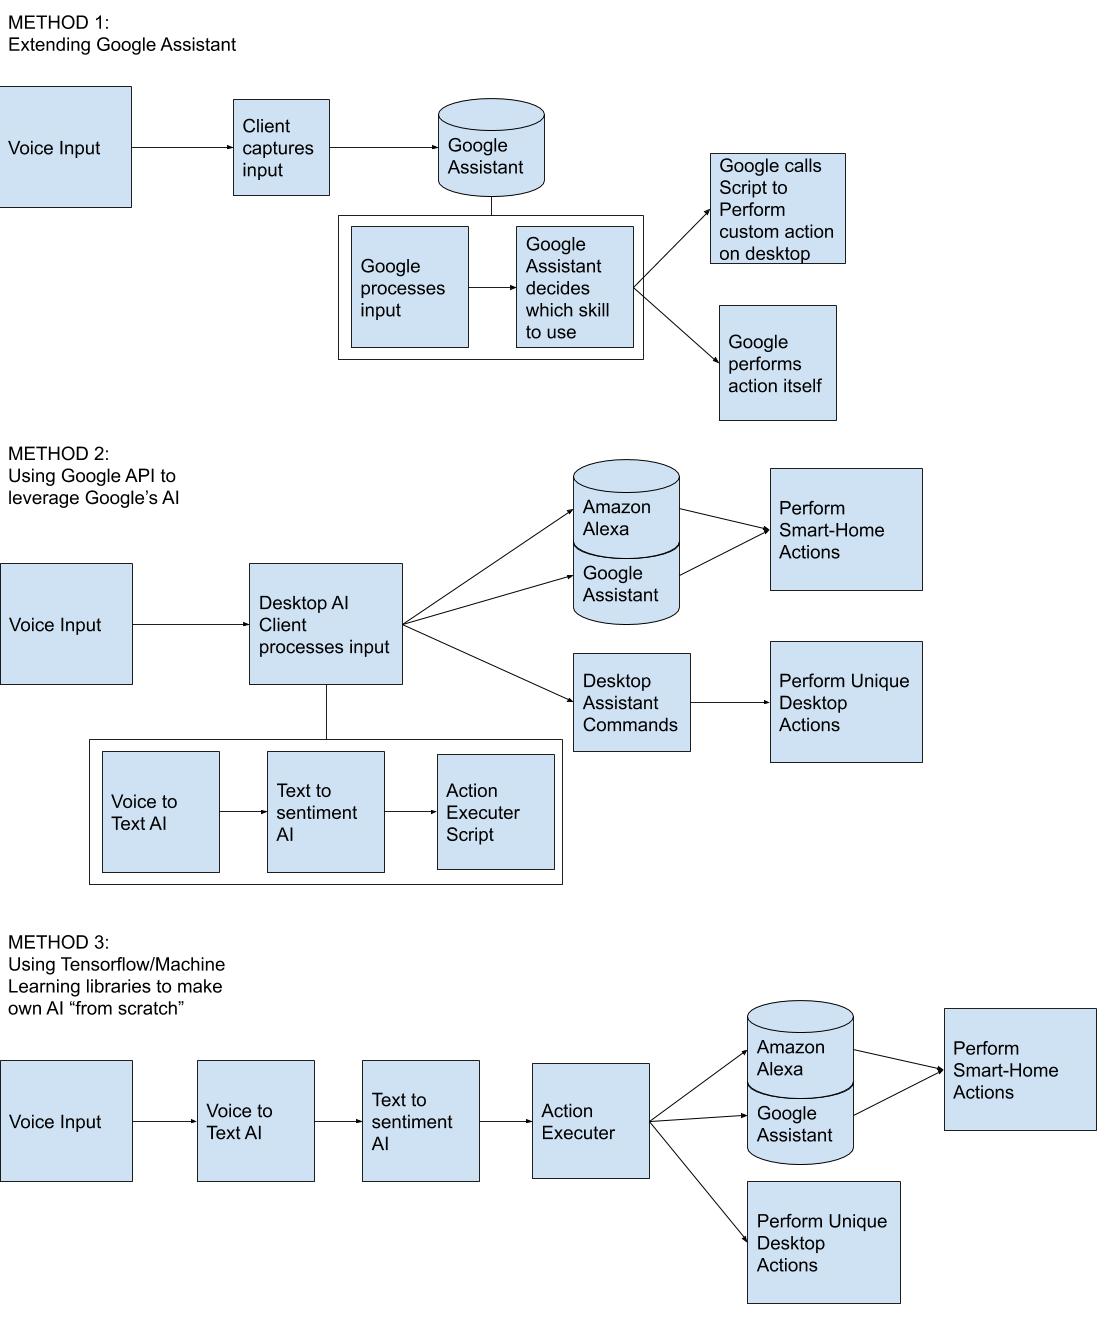 METHOD 1:
Extending Google Assistant
Voice Input
Client
captures
input
Google
Assistant
Google
processes
input
Google
Assistant
decides
which skill
to use
Google calls
Script to
Perform
custom action
on desktop
Google
performs
action itself
METHOD 2:
Using Google API to
leverage Google’s AI
Voice Input
Desktop AI
Client
processes input
Voice to
Text AI
Text to
sentiment
AI
Action
Executer
Script
Amazon
Alexa
Google
Assistant
Perform
Smart-Home
Actions
Desktop
Assistant
Commands
Perform Unique
Desktop
Actions
METHOD 3:
Using Tensorflow/Machine
Learning libraries to make
own AI “from scratch”
Voice Input
Voice to
Text AI
Text to
sentiment
AI
Action
Executer
Amazon
Alexa
Google
Assistant
Perform
Smart-Home
Actions
Perform Unique
Desktop
Actions